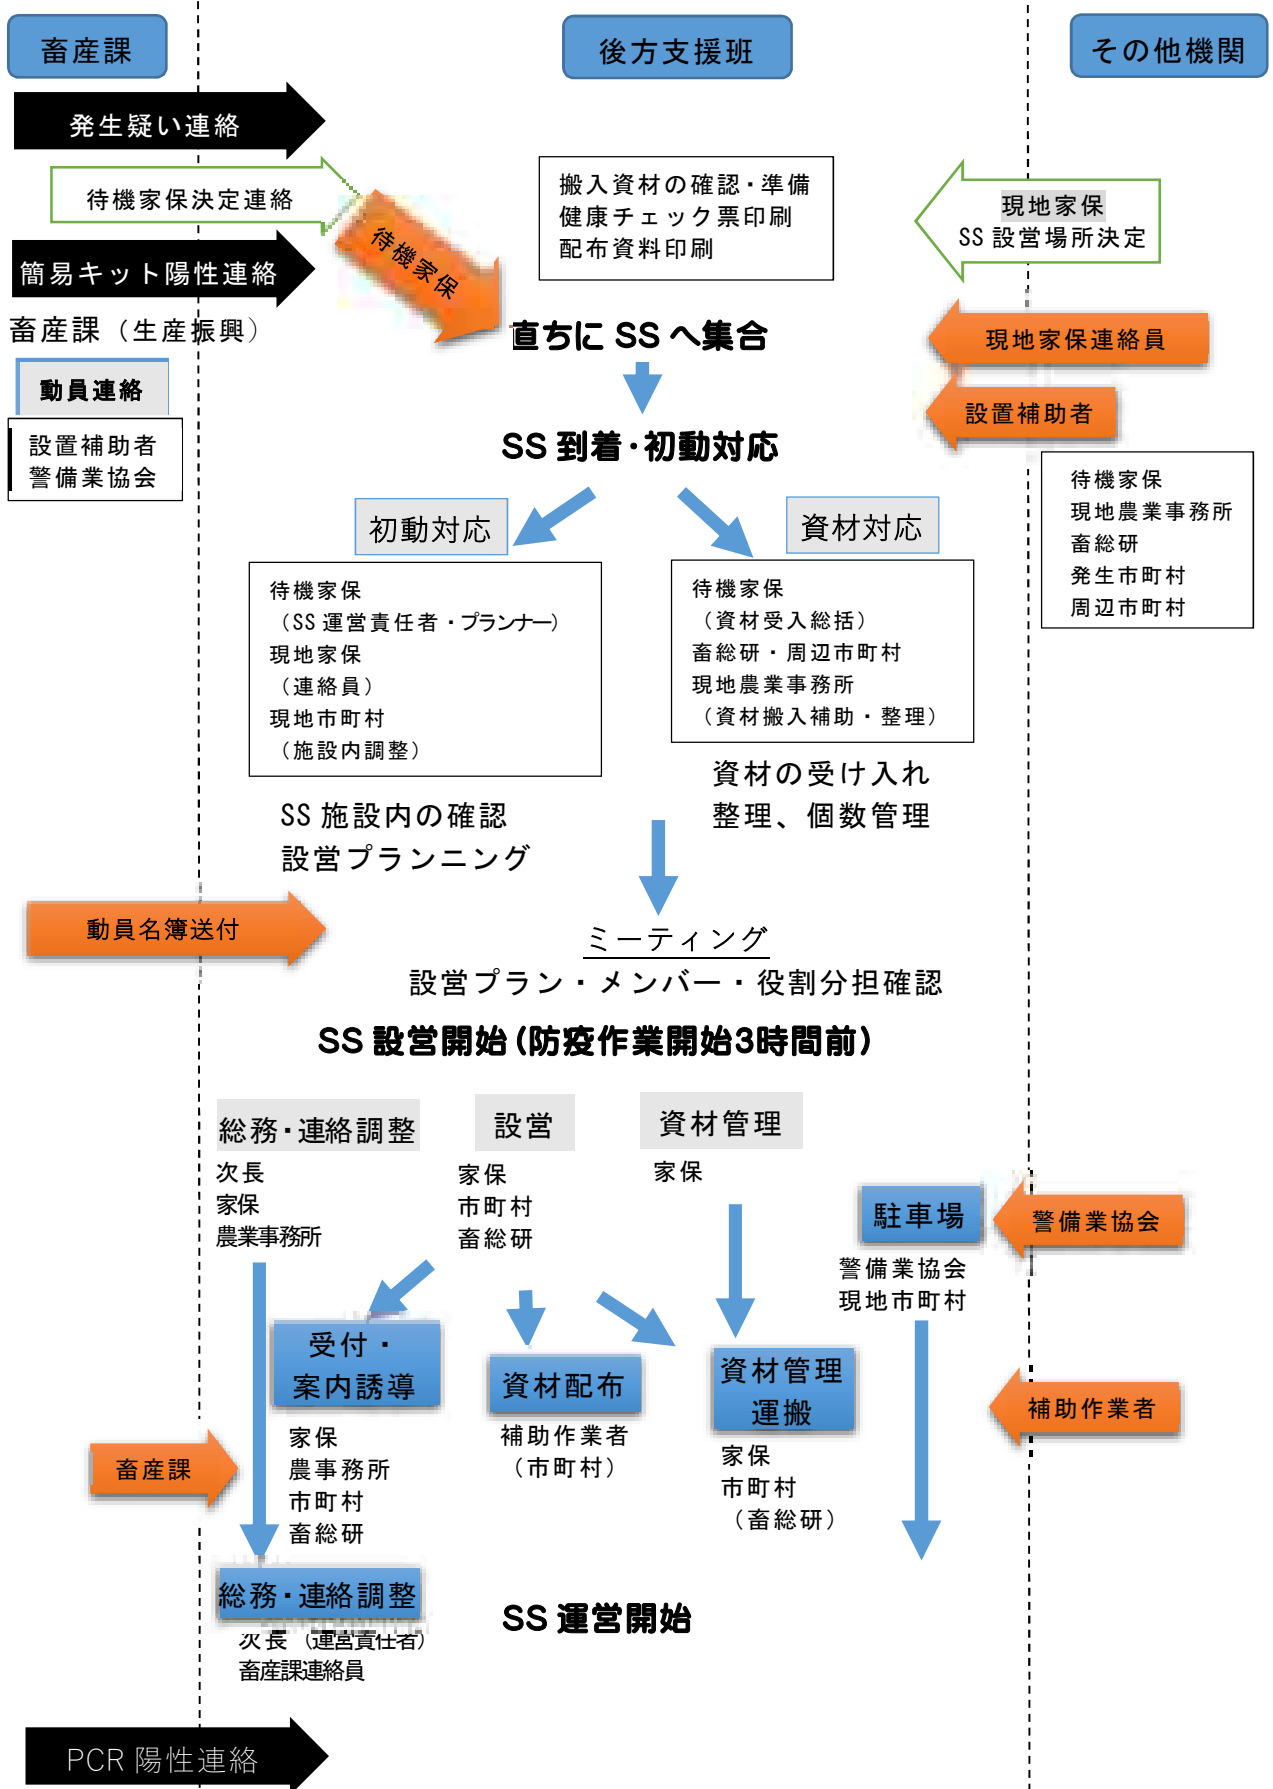 畜産課
後方支援班
その他機関
発生疑い連絡
待機家保決定連絡
簡易キット陽性連絡
待機家保
搬入資材の確認・準備
健康チェック票印刷
配布資料印刷
現地家保
SS 設営場所決定
畜産課（生産振興）
動員連絡
設置補助者
警備業協会
直ちに SS へ集合
現地家保連絡員
設置補助者
SS 到着・初動対応
待機家保
現地農業事務所
畜総研
発生市町村
周辺市町村
初動対応
待機家保
（SS 運営責任者・プランナー）
現地家保
（連絡員）
現地市町村
（施設内調整）
資材対応
待機家保
（資材受入総括）
畜総研・周辺市町村
現地農業事務所
（資材搬入補助・整理）
SS 施設内の確認
設営プランニング
資材の受け入れ
整理、個数管理
動員名簿送付
ミーティング
設営プラン・メンバー・役割分担確認
SS 設営開始（防疫作業開始3時間前）
総務・連絡調整
次長
家保
農業事務所
設営
家保
市町村
畜総研
資材管理
家保
駐車場
警備業協会
警備業協会
現地市町村
受付・
案内誘導
家保
農事務所
市町村
畜総研
資材配布
補助作業者
（市町村）
資材管理
運搬
家保
市町村
（畜総研）
補助作業者
畜産課
総務・連絡調整
次長（運営責任者）
畜産課連絡員
SS 運営開始
PCR 陽性連絡